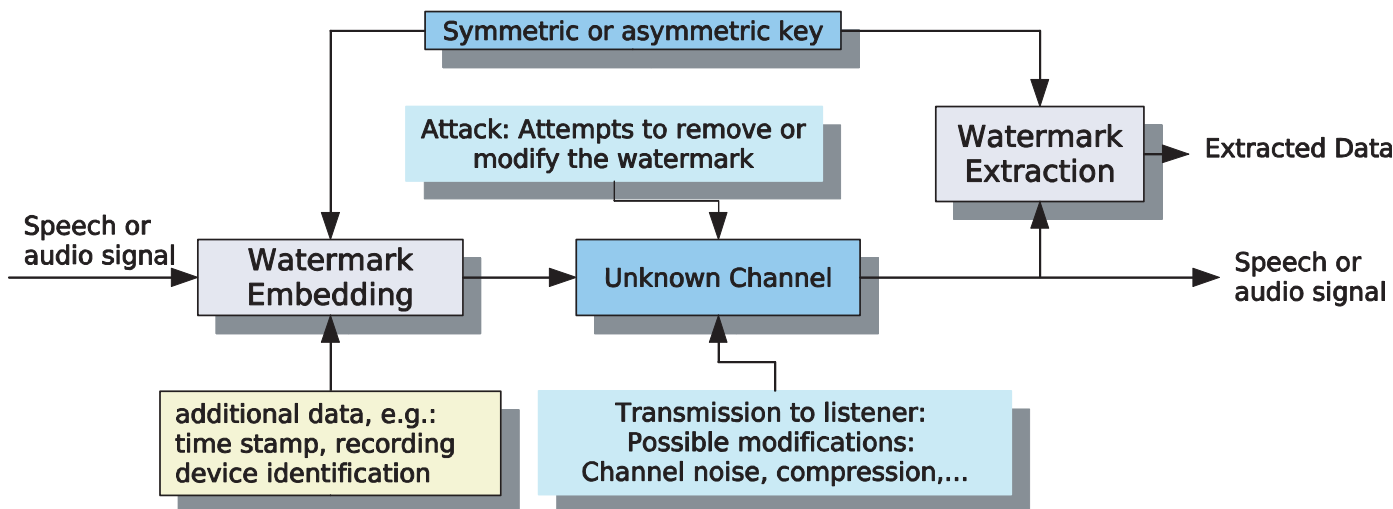 Symmetric or asymmetric key
Attack: Attempts to remove or
modify the watermark
Watermark
Extraction
Extracted Data
Speech or
audio signal
Watermark
Embedding
Unknown Channel
Speech or
audio signal
additional data, e.g.:
time stamp, recording
device identification
Transmission to listener:
Possible modifications:
Channel noise, compression,...